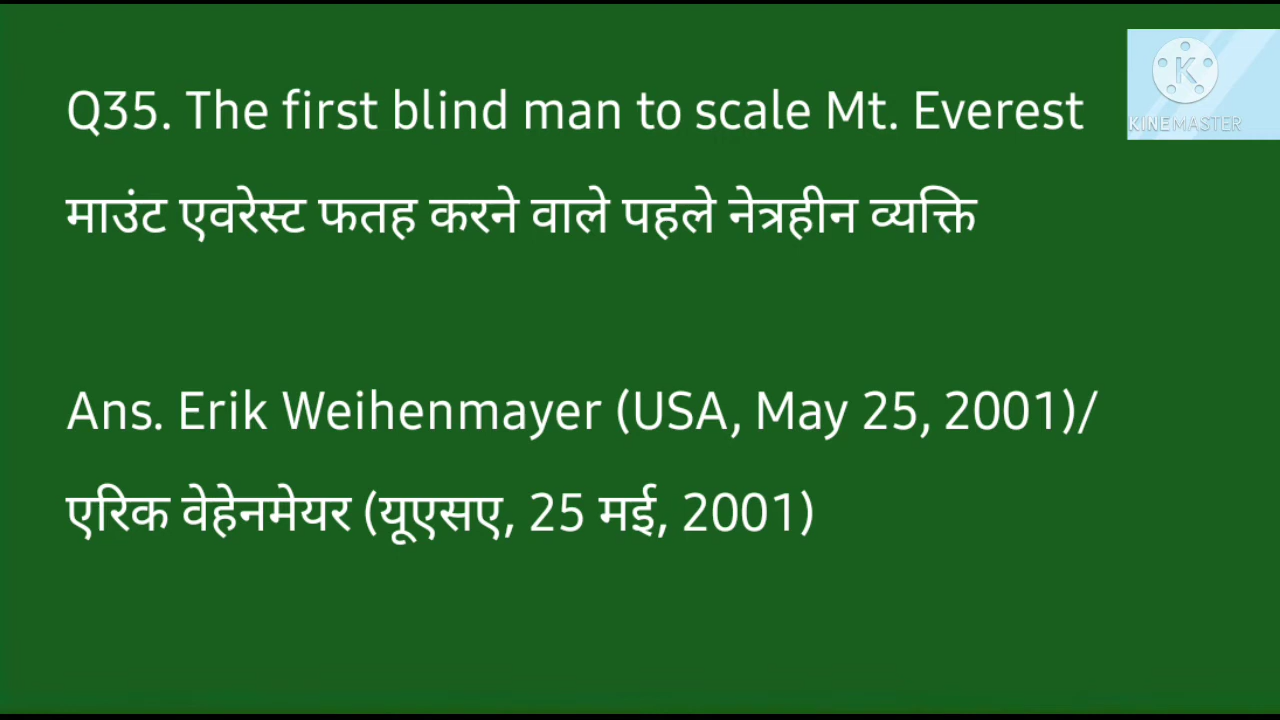 Q35. The first blind man to scale Mt. Everest
माउंट एवरेस्ट फतह करने वाले पहले नेत्रहीन व्यक्ति
Ans. Erik Weihenmayer (USA, May 25, 2001)/
एरिक वेहेनमेयर (यूएसए, 25 मई, 2001)
K
KINEMASTER